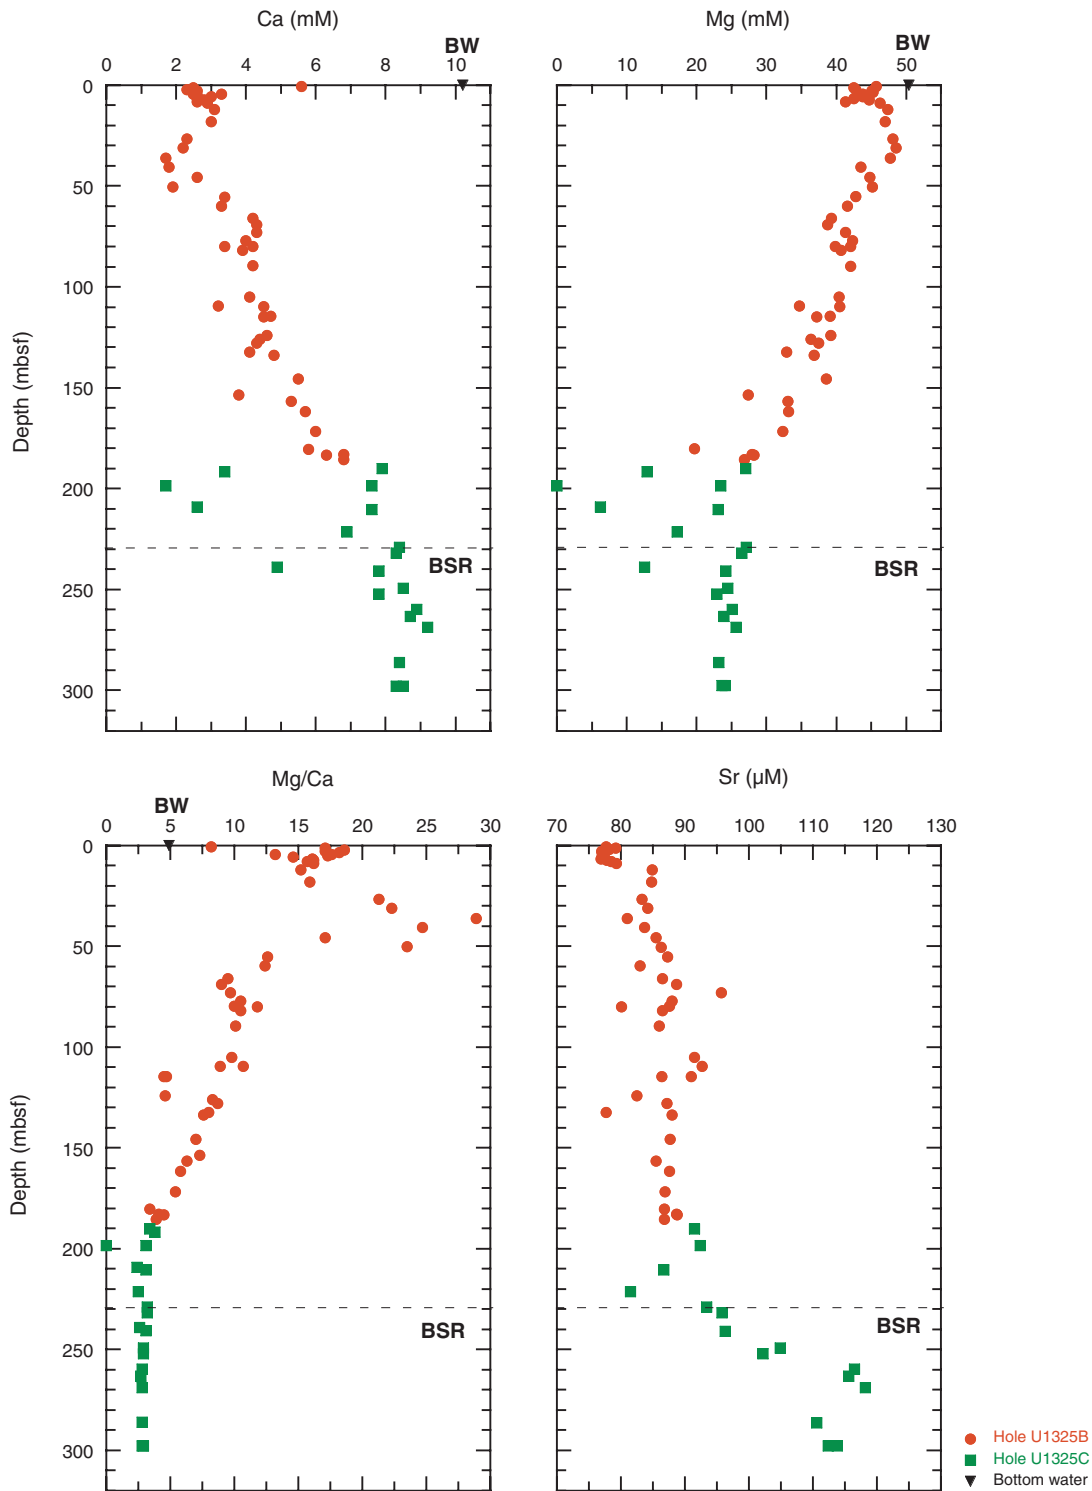 Ca (mM)
BW
0 2 4 6 8 10
0
50
100
150
200
250
300
Depth (mbsf)
BSR
Mg (mM)
BW
0 10 20 30 40 50
BSR
Mg/Ca
BW
0 5 10 15 20 25 30
0
50
100
150
200
250
300
Depth (mbsf)
BSR
Sr (µM)
70 80 90 100 110 120 130
BSR
Hole U1325B
Hole U1325C
Bottom water